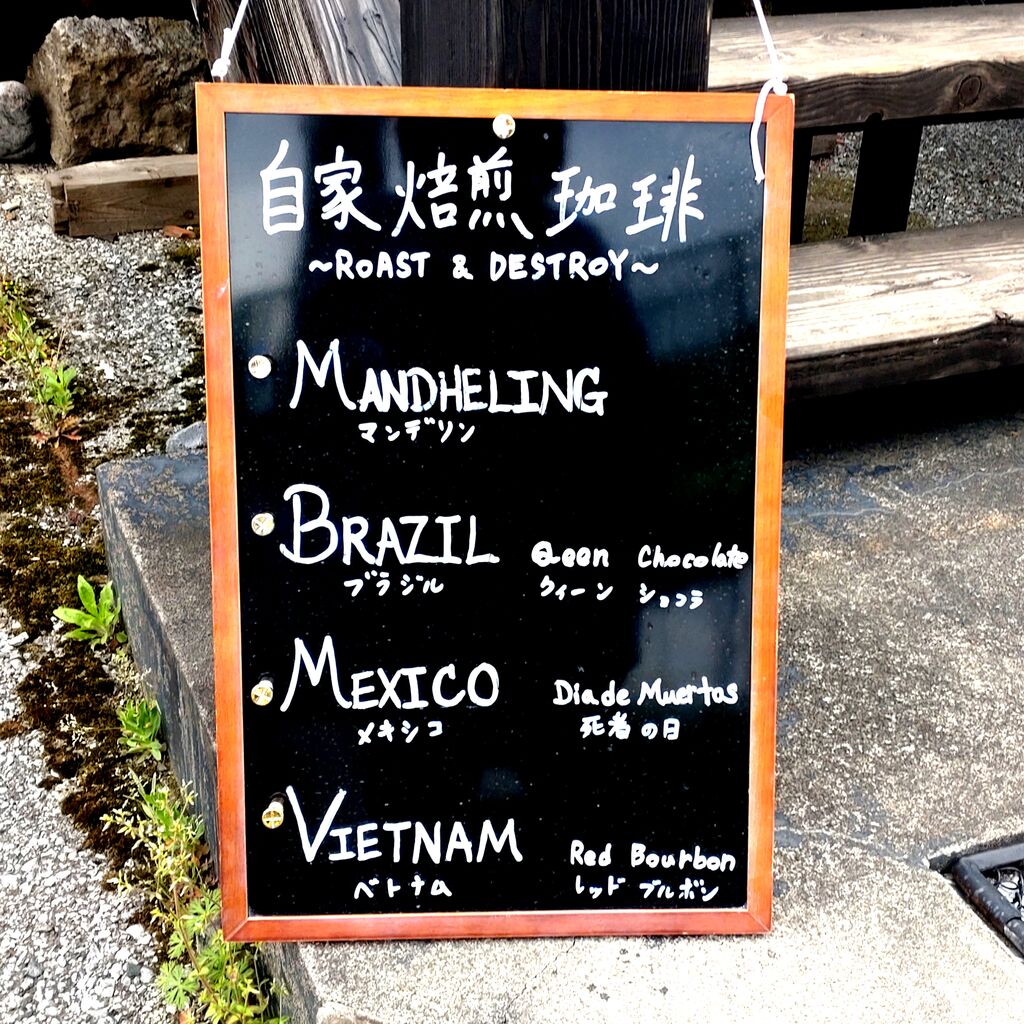 自家焙煎珈琲
~ROAST & DESTROY~
MANDHELING
マンデリン
BRAZIL Qeen Chocolate
ブラジル クィーン ショコラ
MEXICO Dia de Muertos
メキシコ 死者の日
VIETNAM Red Bourbon
ベトナム レッド ブルボン